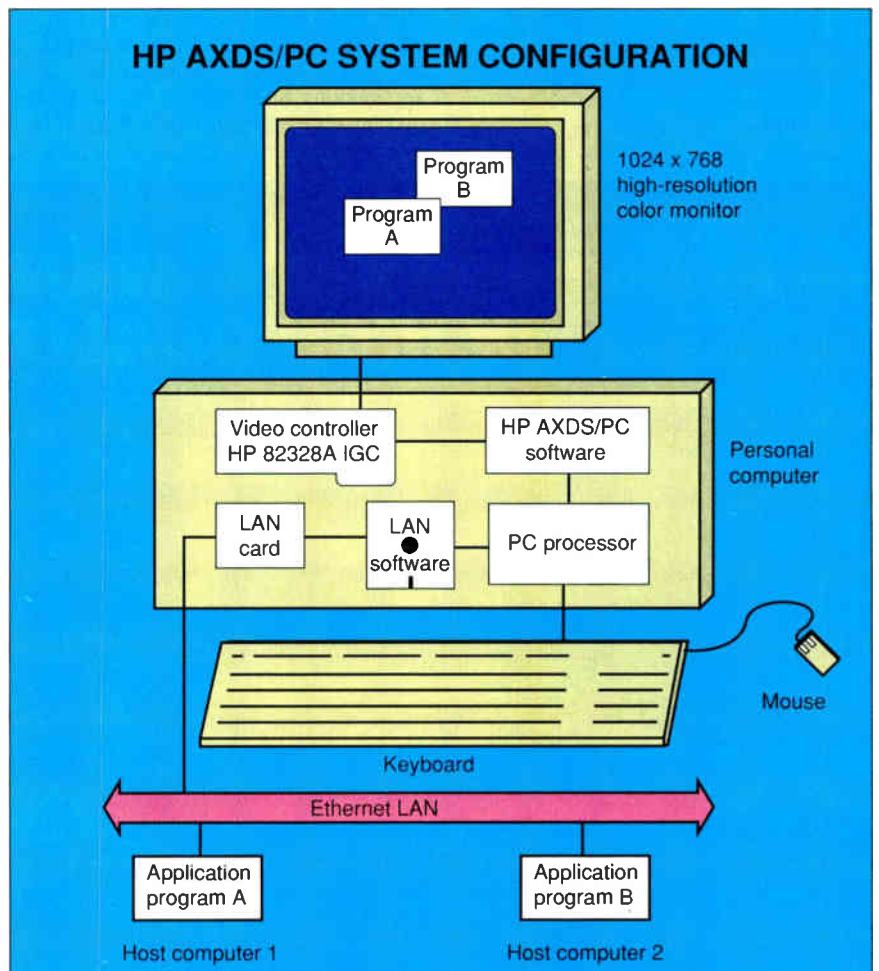 HP AXDS/PC SYSTEM CONFIGURATION
Program
B
Program
A
1024 x 768
high-resolution
color monitor
Video controller
HP 82328A IGC
HP AXDS/PC
software
Personal
computer
LAN
card
LAN
software
PC processor
Mouse
Keyboard
Ethernet LAN
Application
program A
Application
program B
Host computer 1
Host computer 2